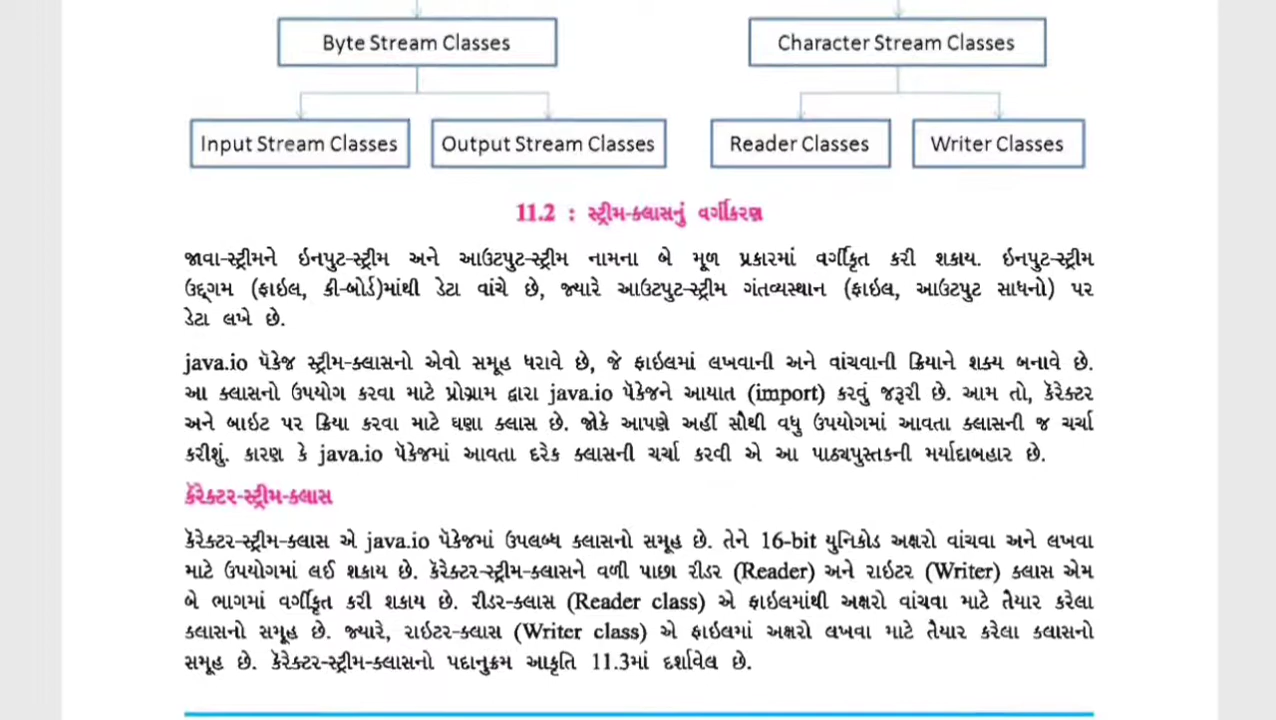 Byte Stream Classes
Character Stream Classes
Input Stream Classes
Output Stream Classes
Reader Classes
Writer Classes
11.2 : સ્ટ્રીમ-ક્લાસનું વર્ગીકરણ
જાવા-સ્ટ્રીમને ઇનપુટ-સ્ટ્રીમ અને આઉટપુટ-સ્ટ્રીમ નામના બે મૂળ પ્રકારમાં વર્ગીકૃત કરી શકાય. ઇનપુટ-સ્ટ્રીમ
ઉદ્ગમ (ફાઇલ, કી-બોર્ડ)માંથી ડેટા વાંચે છે, જ્યારે આઉટપુટ-સ્ટ્રીમ ગંતવ્યસ્થાન (ફાઇલ, આઉટપુટ સાધનો) પર
ડેટા લખે છે.
java.io પૅકેજ સ્ટ્રીમ-ક્લાસનો એવો સમૂહ ધરાવે છે, જે ફાઇલમાં લખવાની અને વાંચવાની ક્રિયાને શક્ય બનાવે છે.
આ ક્લાસનો ઉપયોગ કરવા માટે પ્રોગ્રામ દ્વારા java.io પૅકેજને આયાત (import) કરવું જરૂરી છે. આમ તો, કૅરેક્ટર
અને બાઇટ પર ક્રિયા કરવા માટે ઘણા ક્લાસ છે. જોકે આપણે અહીં સૌથી વધુ ઉપયોગમાં આવતા ક્લાસની જ ચર્ચા
કરીશું. કારણ કે java.io પૅકેજમાં આવતા દરેક ક્લાસની ચર્ચા કરવી એ આ પાઠ્યપુસ્તકની મર્યાદાબહાર છે.
કૅરેક્ટર-સ્ટ્રીમ-ક્લાસ
કૅરેક્ટર-સ્ટ્રીમ-ક્લાસ એ java.io પૅકેજમાં ઉપલબ્ધ ક્લાસનો સમૂહ છે. તેને 16-bit યુનિકોડ અક્ષરો વાંચવા અને લખવા
માટે ઉપયોગમાં લઈ શકાય છે. કૅરેક્ટર-સ્ટ્રીમ-ક્લાસને વળી પાછા રીડર (Reader) અને રાઇટર (Writer) ક્લાસ એમ
બે ભાગમાં વર્ગીકૃત કરી શકાય છે. રીડર-ક્લાસ (Reader class) એ ફાઇલમાંથી અક્ષરો વાંચવા માટે તૈયાર કરેલા
ક્લાસનો સમૂહ છે. જ્યારે, રાઇટર-ક્લાસ (Writer class) એ ફાઇલમાં અક્ષરો લખવા માટે તૈયાર કરેલા ક્લાસનો
સમૂહ છે. કૅરેક્ટર-સ્ટ્રીમ-ક્લાસનો પદાનુક્રમ આકૃતિ 11.3માં દર્શાવેલ છે.